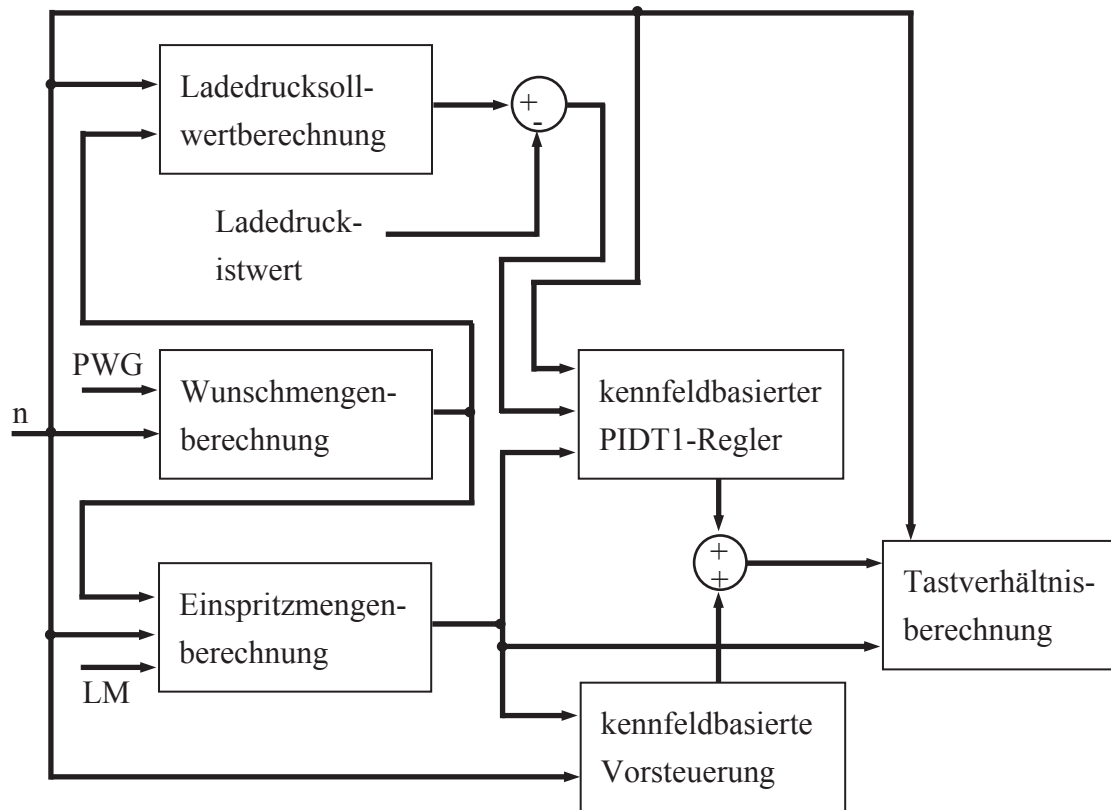 Ladedrucksoll-
wertberechnung
+
-
Ladedruck-
istwert
PWG
n
Wunschmengen-
berechnung
kennfeldbasierter
PIDT1-Regler
+
+
Einspritzmengen-
berechnung
LM
Tastverhältnis-
berechnung
kennfeldbasierte
Vorsteuerung